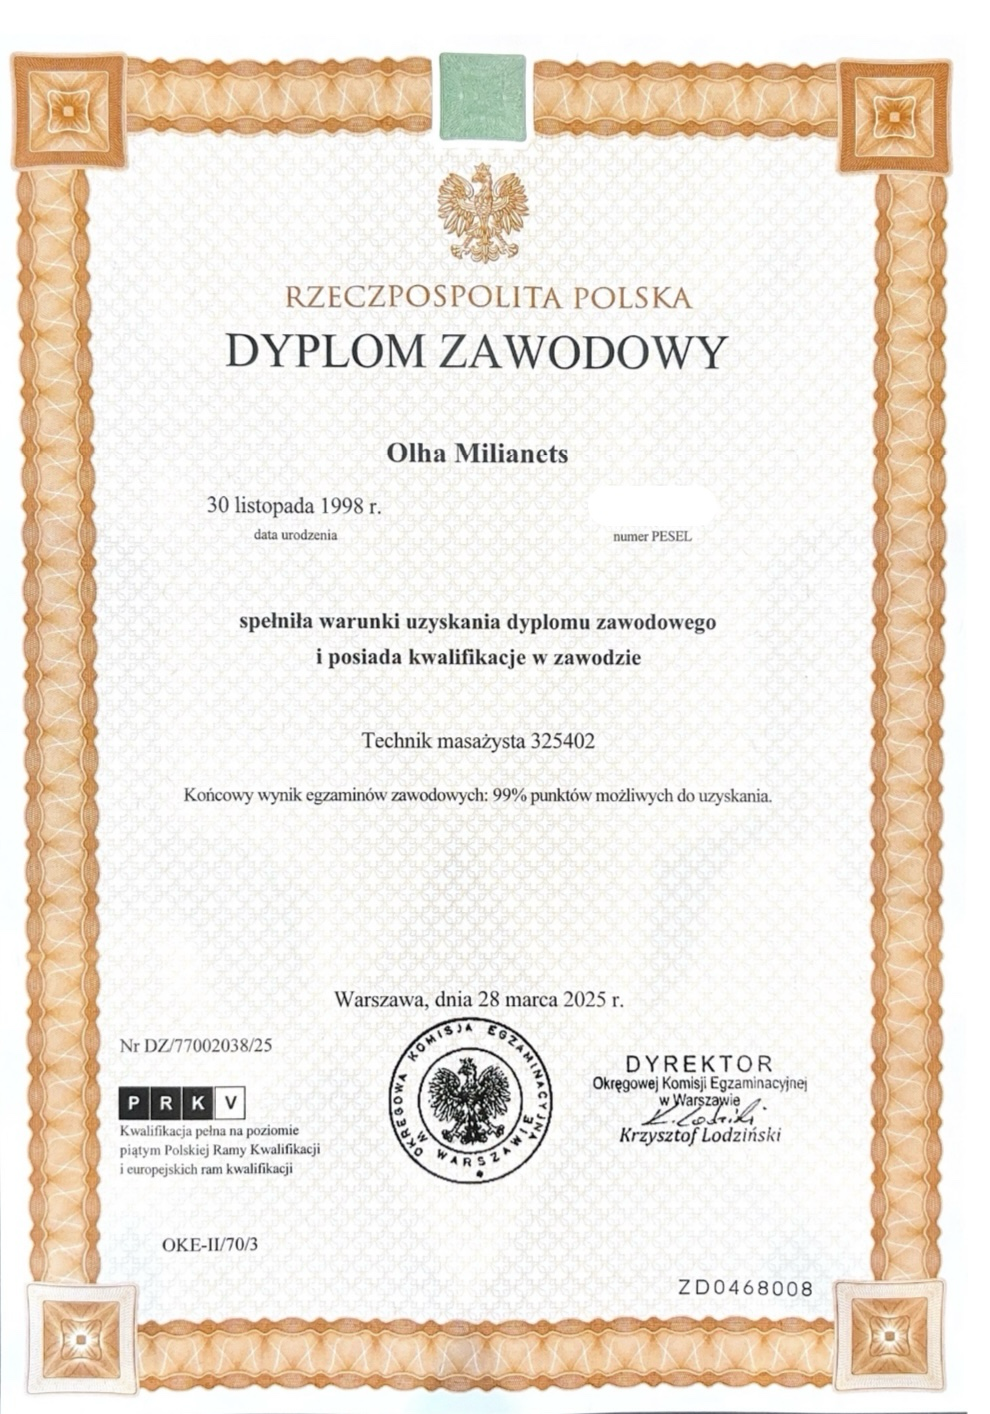 RZECZPOSPOLITA POLSKA
DYPLOM ZAWODOWY
Olha Milianets
30 listopada 1998 r.
data urodzenia
numer PESEL
spełniła warunki uzyskania dyplomu zawodowego
i posiada kwalifikacje w zawodzie
Technik masażysta 325402
Końcowy wynik egzaminów zawodowych: 99% punktów możliwych do uzyskania.
Warszawa, dnia 28 marca 2025 r.
Nr DZ/77002038/25
PRKV
Kwalifikacja pełna na poziomie
piątym Polskiej Ramy Kwalifikacji
i europejskich ram kwalifikacji
OKRĘGOWA KOMISJA EGZAMINACYJNA
W WARSZAWIE
DYREKTOR
Okręgowej Komisji Egzaminacyjnej
w Warszawie
K. Lodziński
Krzysztof Lodziński
OKE-II/70/3
ZD0468008